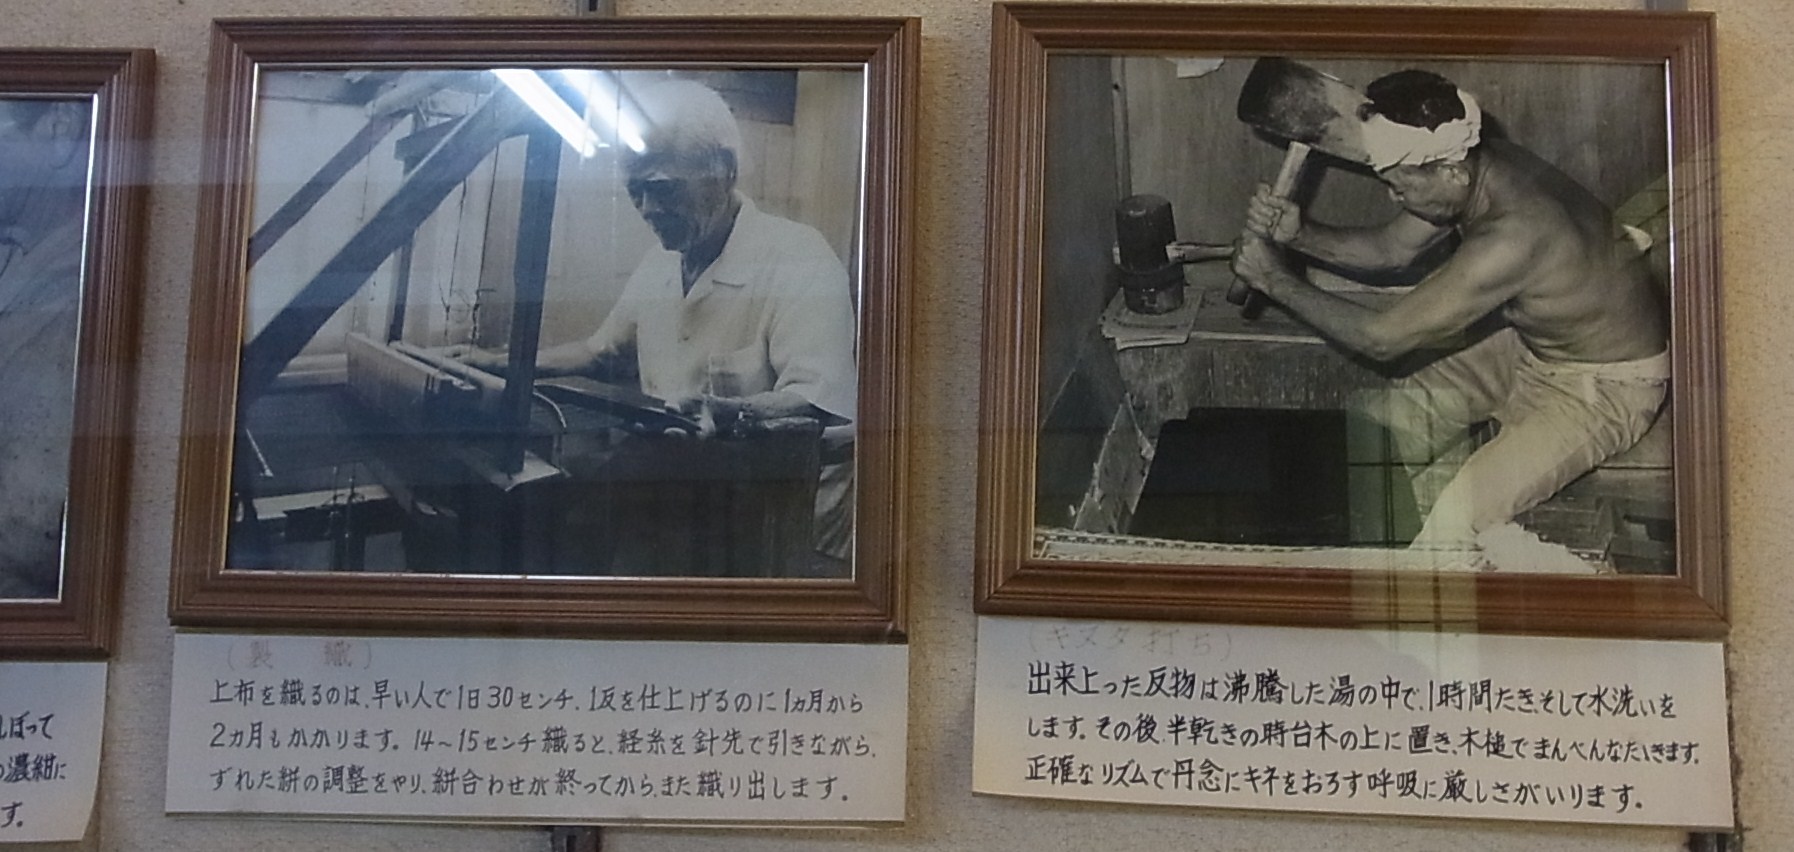 しぼって
の濃紺に
す。
(製 織)
上布を織るのは、早い人で1日30センチ、1反を仕上げるのに1ヵ月から
2ヵ月もかかります。14〜15センチ織ると、経糸を針先で引きながら、
ずれた絣の調整をやり、絣合わせが終ってから、また織り出します。
(キヌタ打ち)
出来上った反物は沸騰した湯の中で、1時間たき、そして水洗いを
します。その後、半乾きの時台木の上に置き、木槌でまんべんなたいきます。
正確なリズムで丹念にキネをおろす呼吸に厳しさがいります。